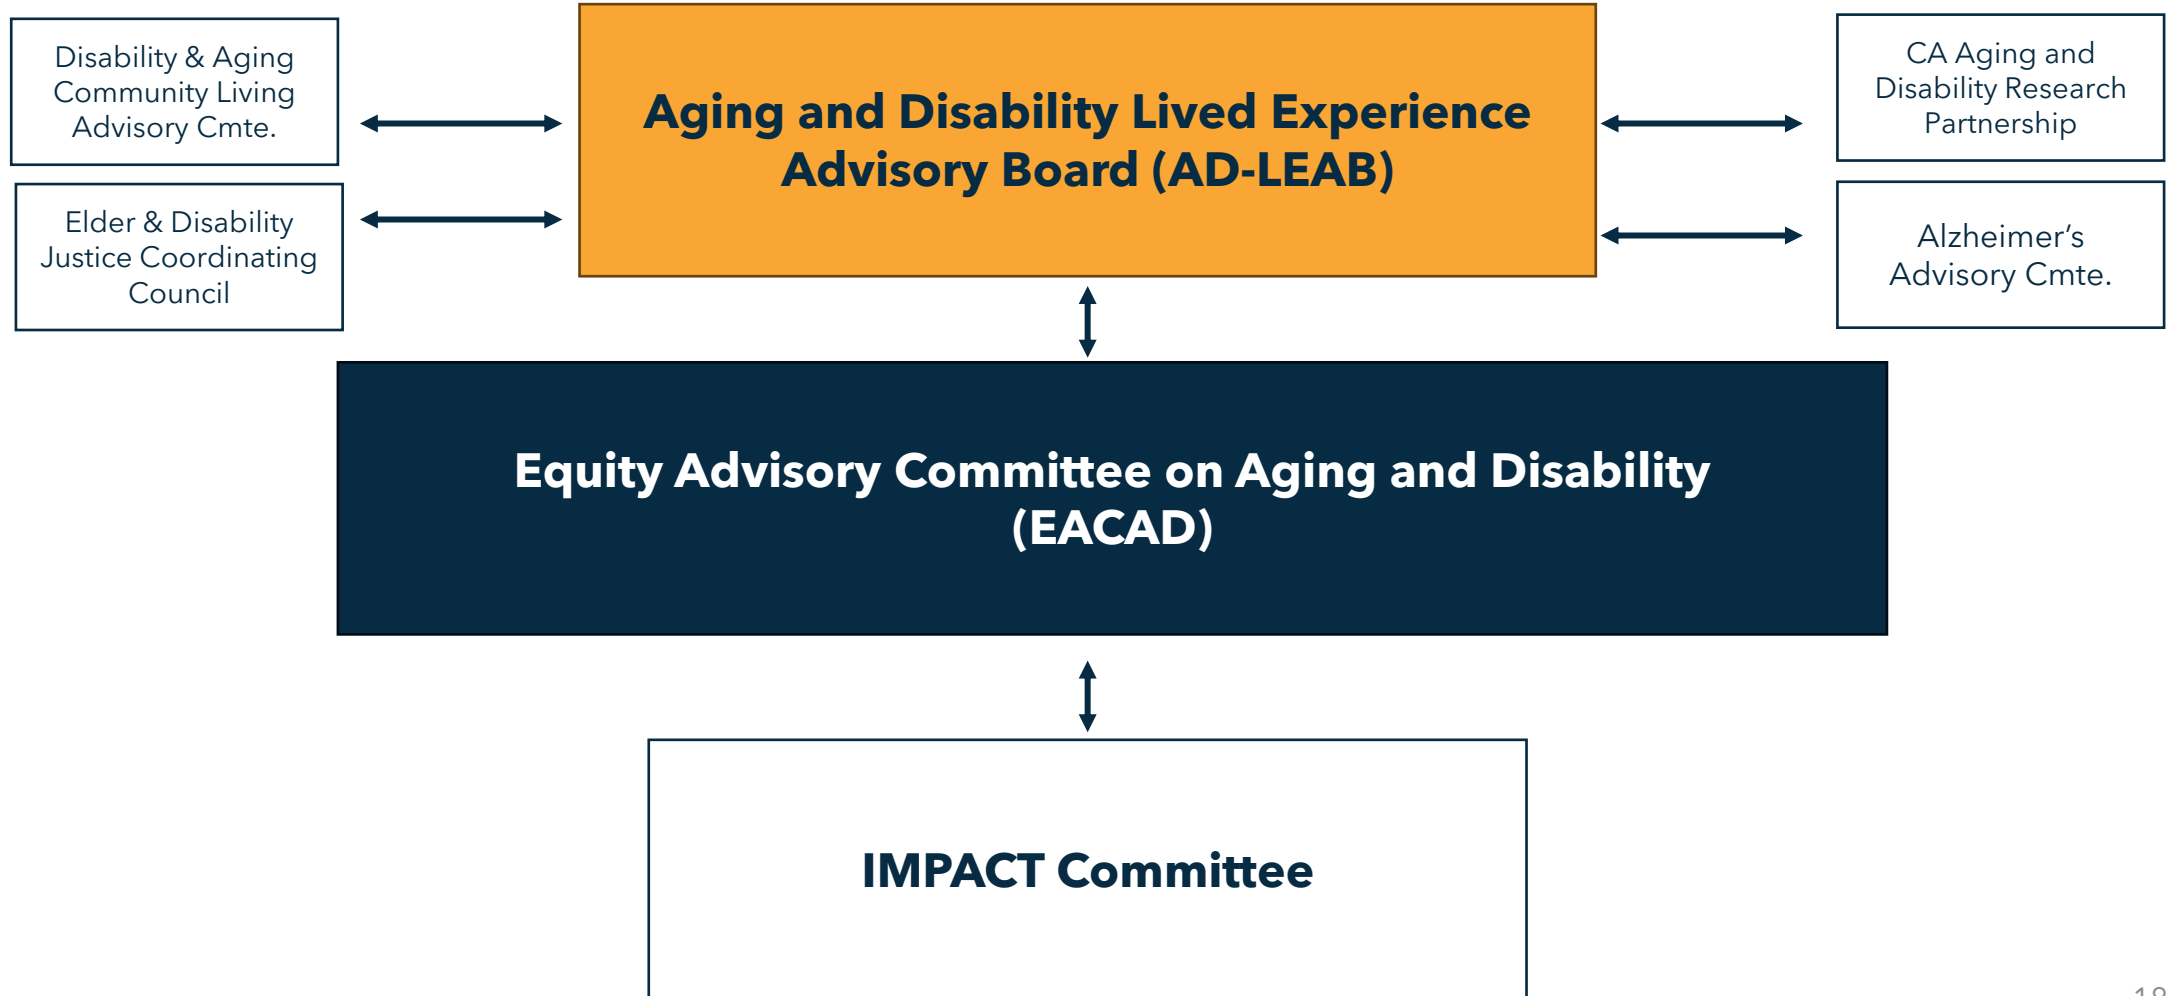 Disability & Aging
Community Living
Advisory Cmte.
Elder & Disability
Justice Coordinating
Council
Aging and Disability Lived Experience
Advisory Board (AD-LEAB)
CA Aging and
Disability Research
Partnership
Alzheimer’s
Advisory Cmte.
Equity Advisory Committee on Aging and Disability
(EACAD)
IMPACT Committee